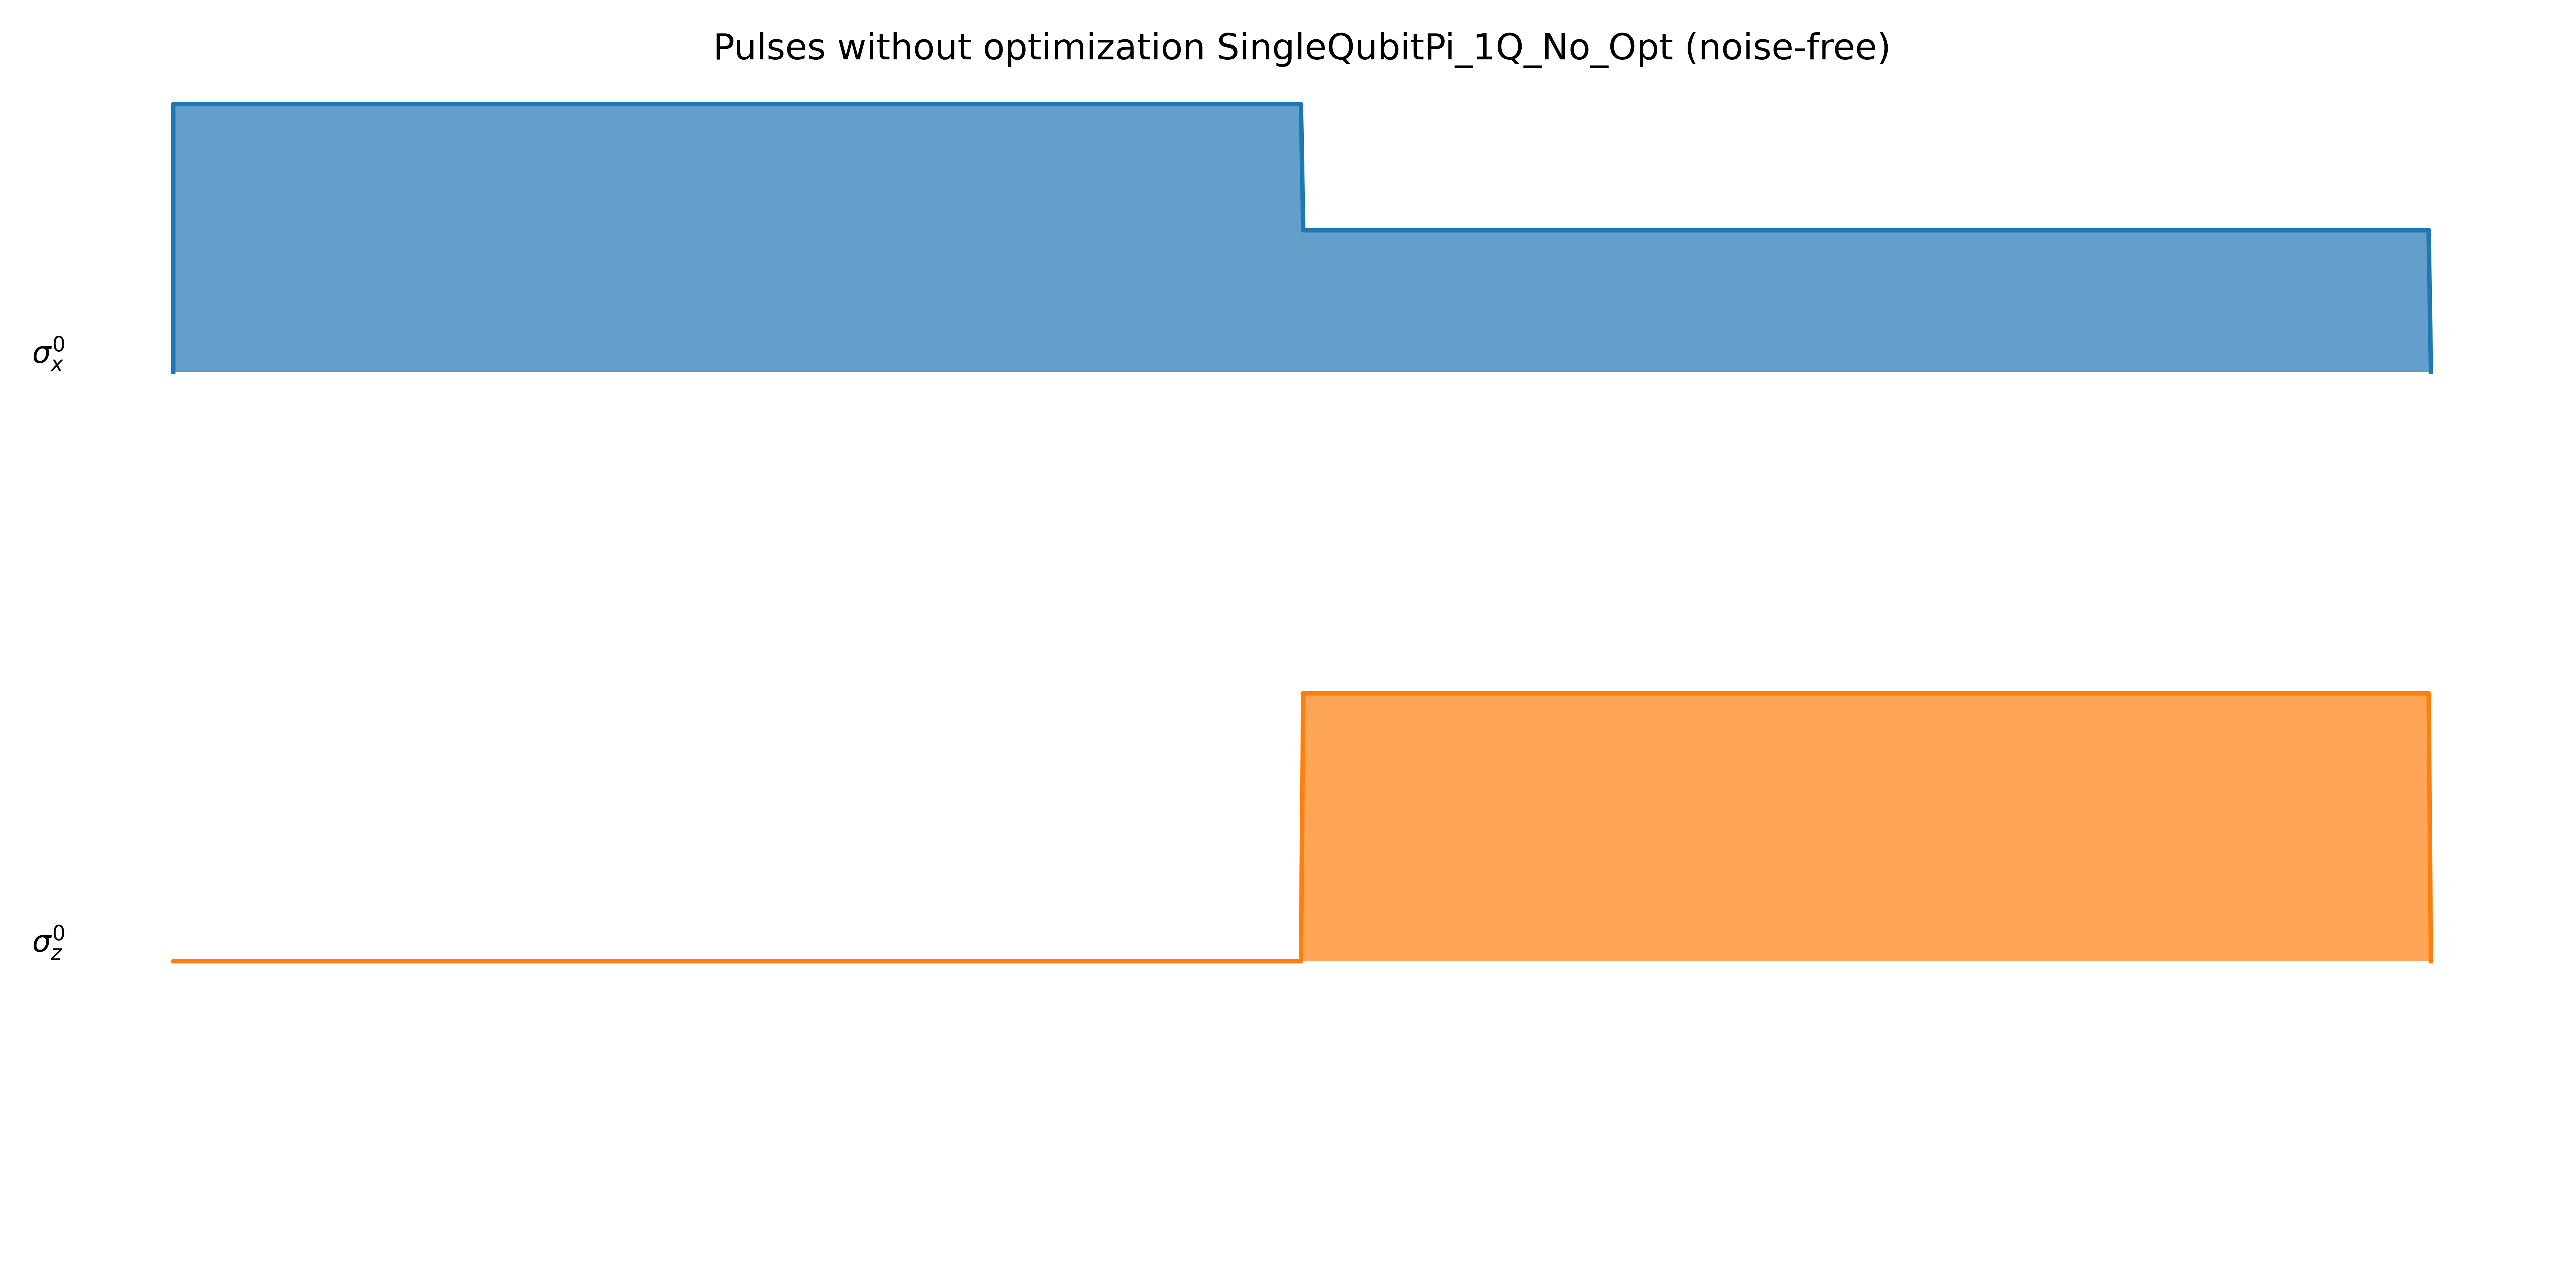 Pulses without optimization SingleQubitPi_1Q_No_Opt (noise-free)
σ_x^0
σ_z^0